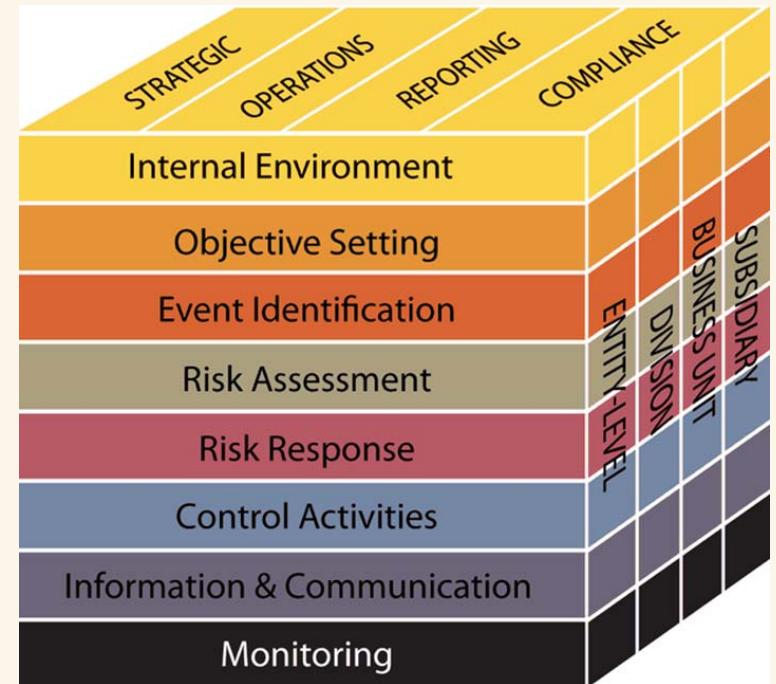 STRATEGIC
OPERATIONS
REPORTING
COMPLIANCE
Internal Environment
Objective Setting
Event Identification
Risk Assessment
Risk Response
Control Activities
Information & Communication
Monitoring
ENTITY-LEVEL
DIVISION
BUSINESS UNIT
SUBSIDIARY